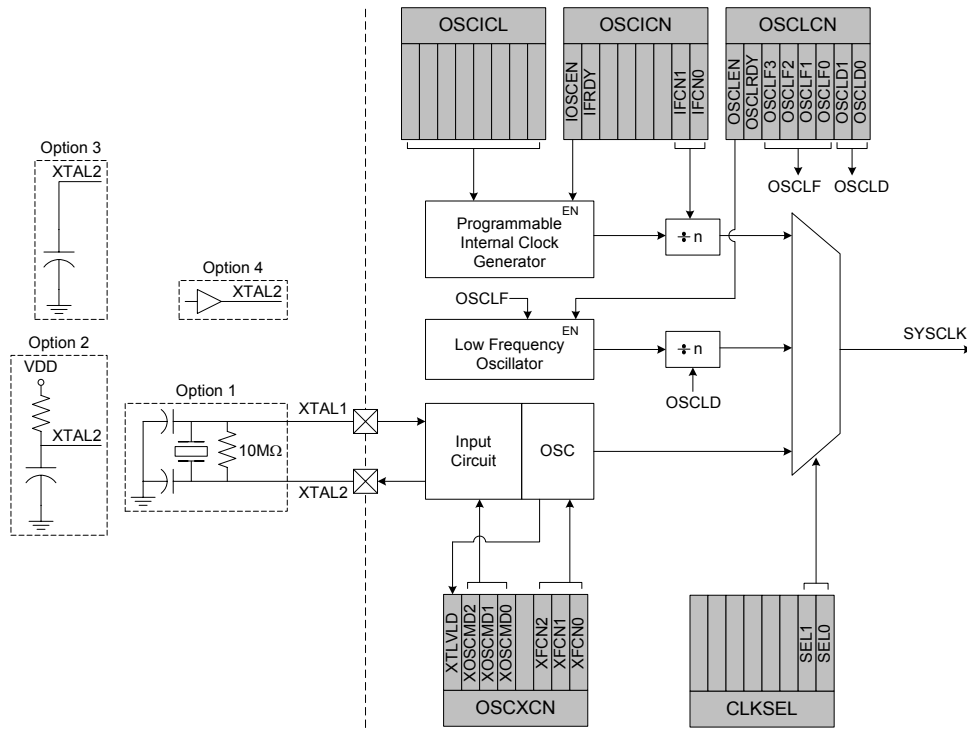 OSCICL
OSCICN
IOSCEN
IFRDY
IFCN1
IFCN0
OSCLCN
OSCLEN
OSCLRDY
OSCLF3
OSCLF2
OSCLF1
OSCLF0
OSCLD1
OSCLD0
OSCLF
OSCLD
Option 3
XTAL2
Option 4
XTAL2
Option 2
VDD
XTAL2
Option 1
10MΩ
XTAL1
XTAL2
EN
Programmable
Internal Clock
Generator
÷ n
OSCLF
EN
Low Frequency
Oscillator
÷ n
OSCLD
Input
Circuit
OSC
SYSCLK
XTLVLD
XOSCMD2
XOSCMD1
XOSCMD0
XFCN2
XFCN1
XFCN0
OSCXCN
SEL1
SEL0
CLKSEL